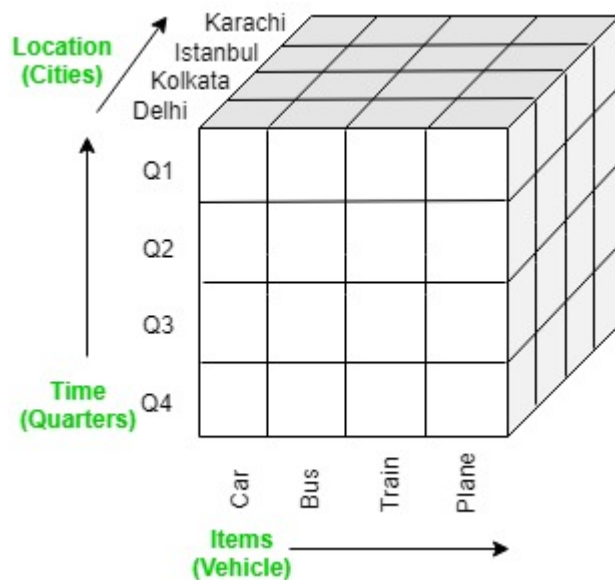 Karachi
Location
(Cities)
Istanbul
Kolkata
Delhi
Q1
Q2
Q3
Time
(Quarters)
Q4
Car
Bus
Train
Plane
Items
(Vehicle)